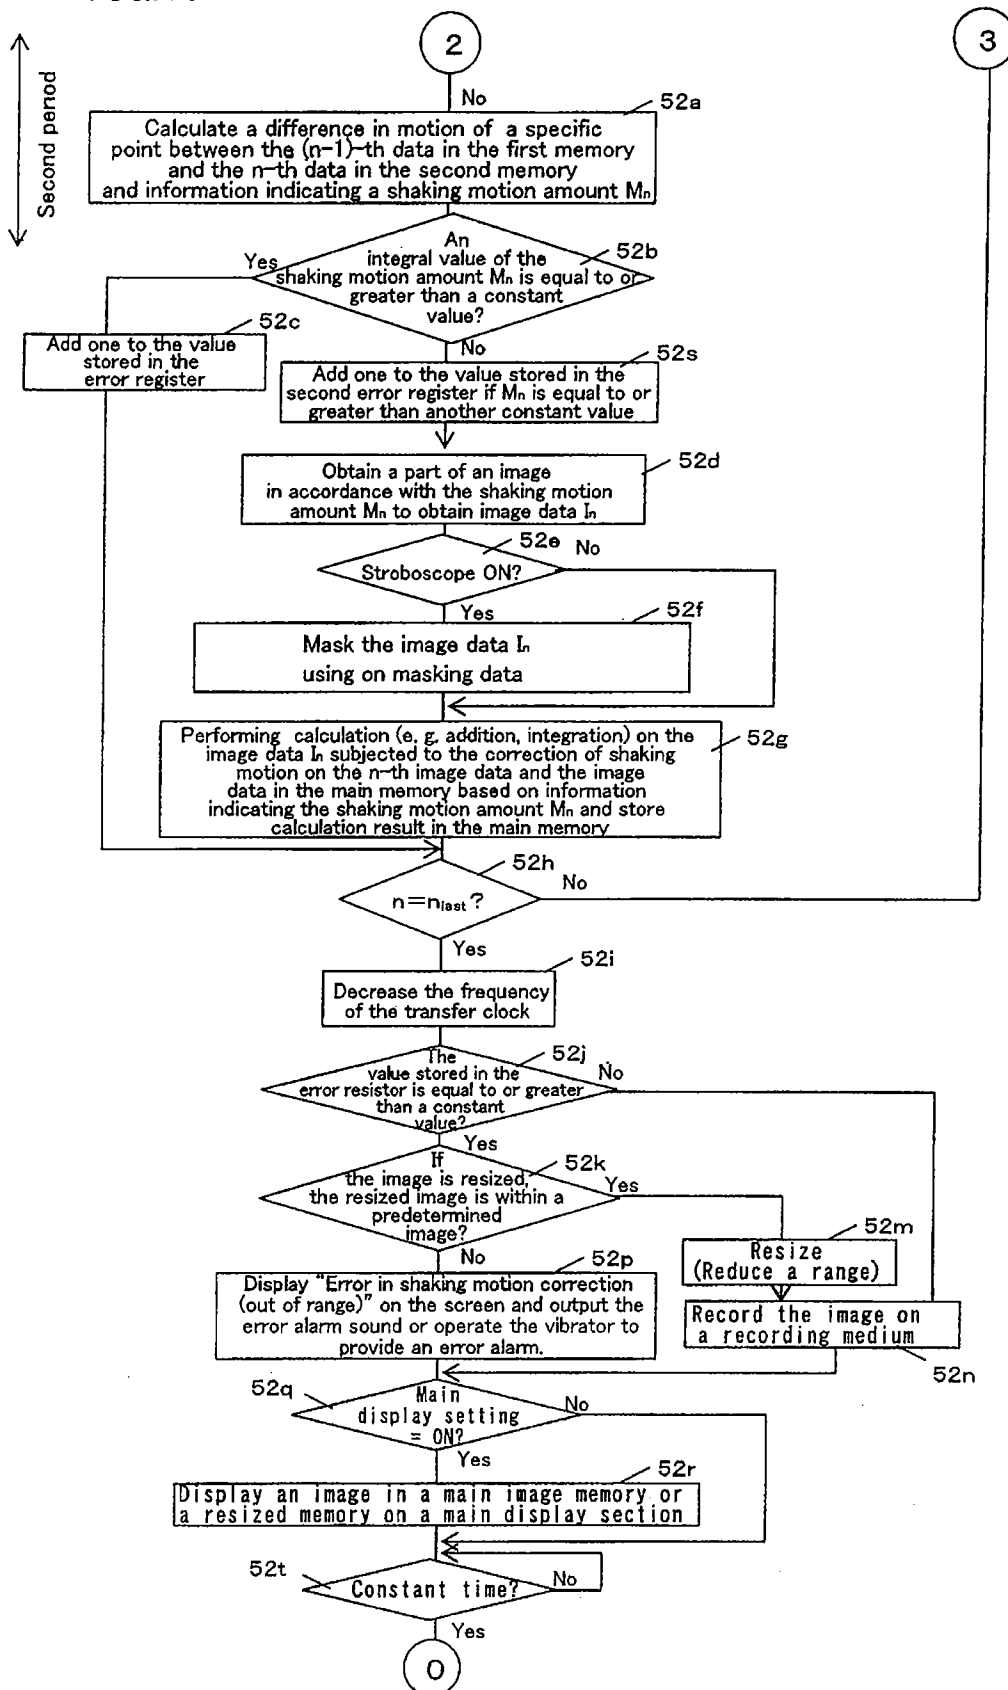 2
3
Second period
No
52a
Calculate a difference in motion of a specific
point between the (n-1)-th data in the first memory
and the n-th data in the second memory
and information indicating a shaking motion amount Mn
An
integral value of the
shaking motion amount Mn is equal to or
greater than a constant
value?
52b
Yes
52c
Add one to the value
stored in the
error register
No
52s
Add one to the value stored in the
second error register if Mn is equal to or
greater than another constant value
52d
Obtain a part of an image
in accordance with the shaking motion
amount Mn to obtain image data In
52e
No
Stroboscope ON?
Yes
52f
Mask the image data In
using on masking data
Performing calculation (e. g. addition, integration) on the
image data In subjected to the correction of shaking
motion on the n-th image data and the image
data in the main memory based on information
indicating the shaking motion amount Mn and store
calculation result in the main memory
52g
52h
No
n=nlast?
Yes
52i
Decrease the frequency
of the transfer clock
52j
No
The
value stored in the
error resistor is equal to or greater
than a constant
value?
Yes
52k
Yes
If
the image is resized,
the resized image is within a
predetermined
image?
No
52m
Resize
(Reduce a range)
52p
Display "Error in shaking motion correction
(out of range)" on the screen and output the
error alarm sound or operate the vibrator to
provide an error alarm.
Record the image on
a recording medium
52n
52q
No
Main
display setting
= ON?
Yes
52r
Display an image in a main image memory or
a resized memory on a main display section
52t
Constant time?
No
Yes
0